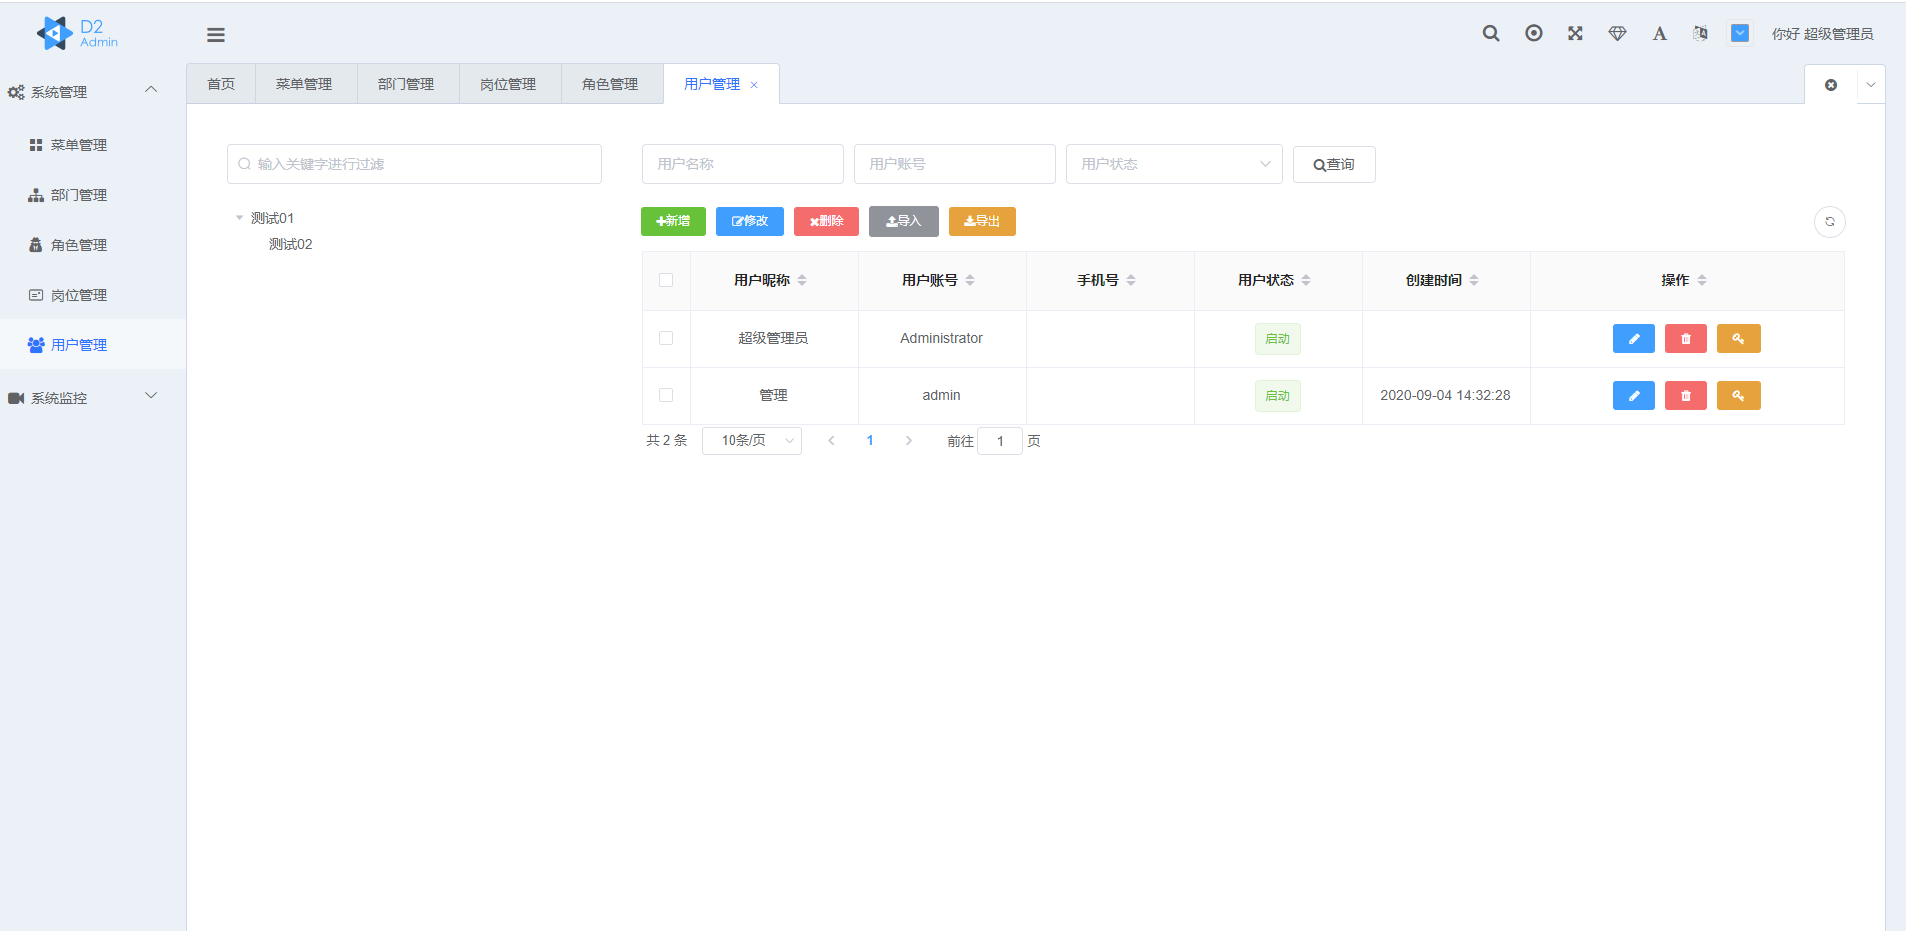 D2
Admin
你好 超级管理员
首页
菜单管理
部门管理
岗位管理
角色管理
用户管理
系统管理
菜单管理
部门管理
角色管理
岗位管理
用户管理
系统监控
输入关键字进行过滤
测试01
测试02
用户名称
用户账号
用户状态
查询
新增
修改
删除
导入
导出
用户昵称 用户账号 手机号 用户状态 创建时间 操作
超级管理员 Administrator 启动
管理 admin 启动 2020-09-04 14:32:28
共 2 条 10条/页 1 前往 1 页